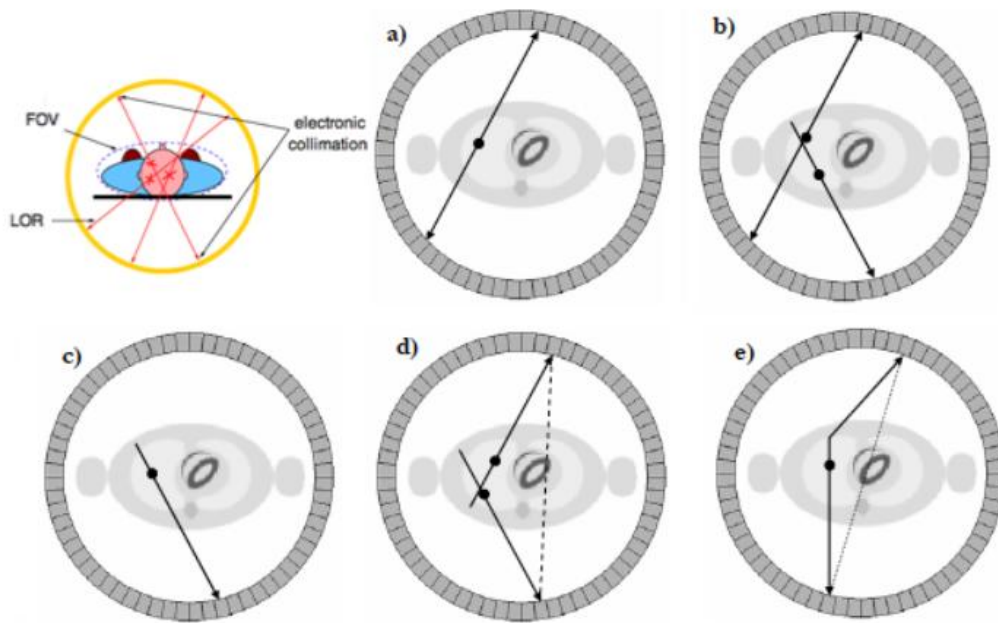 a)
b)
FOV
electronic
collimation
LOR
c)
d)
e)